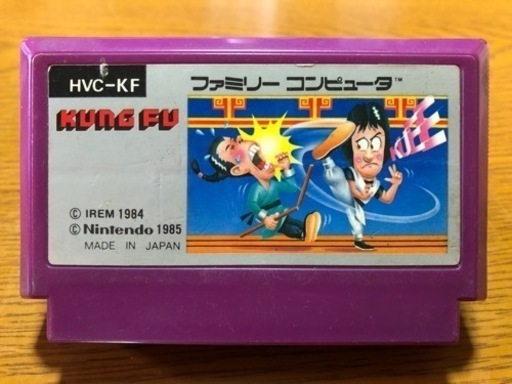 HVC-KF
ファミリー コンピュータ™
KUNG FU
© IREM 1984
© Nintendo 1985
MADE IN JAPAN